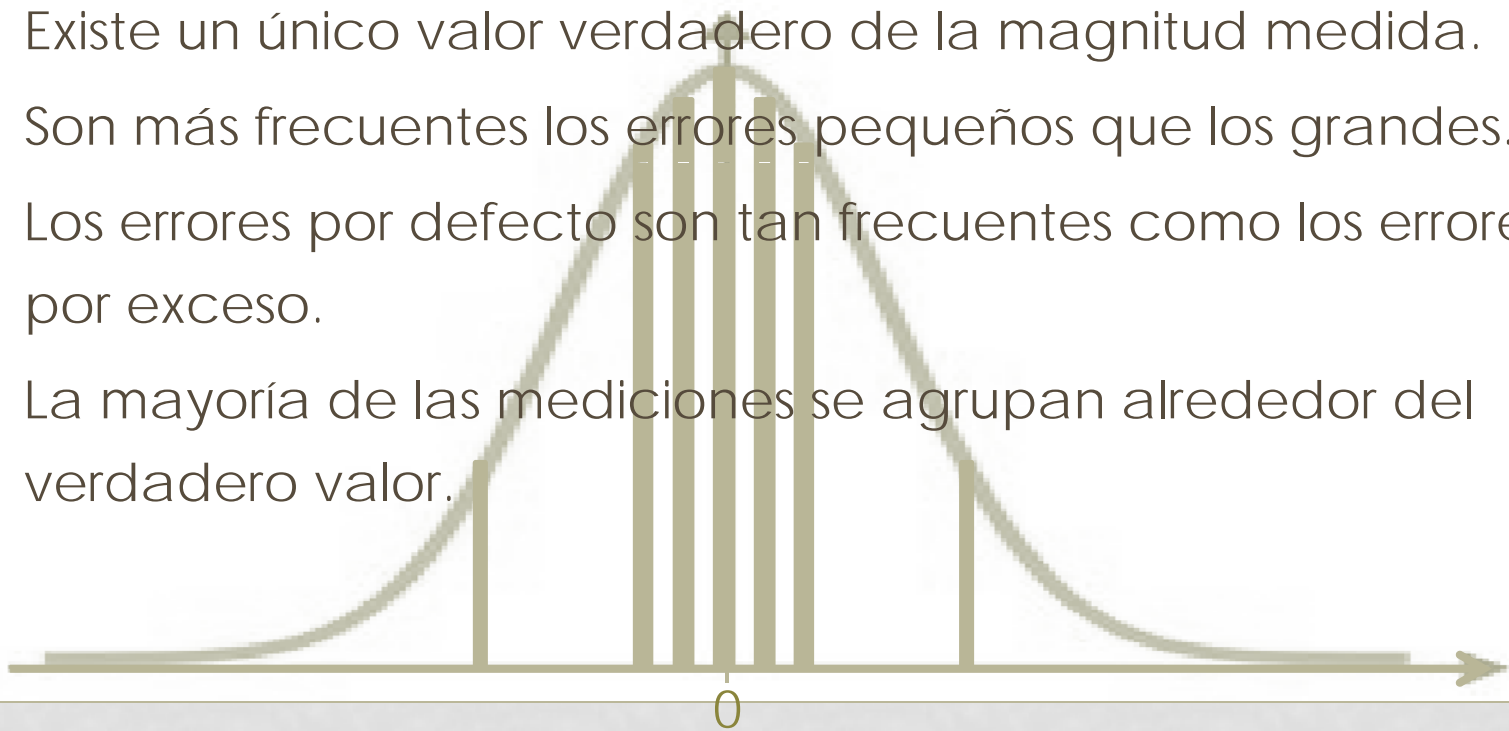 Existe un único valor verdadero de la magnitud medida.
Son más frecuentes los errores pequeños que los grandes.
Los errores por defecto son tan frecuentes como los errore
por exceso.
La mayoría de las mediciones se agrupan alrededor del
verdadero valor.
0